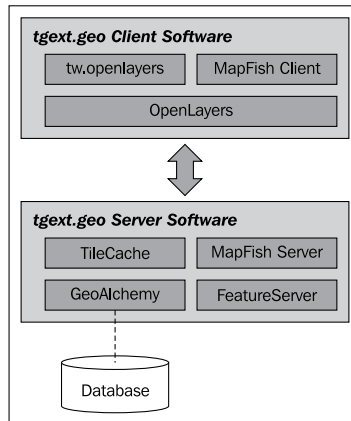 tgext.geo Client Software
tw.openlayers
MapFish Client
OpenLayers
tgext.geo Server Software
TileCache
MapFish Server
GeoAlchemy
FeatureServer
Database